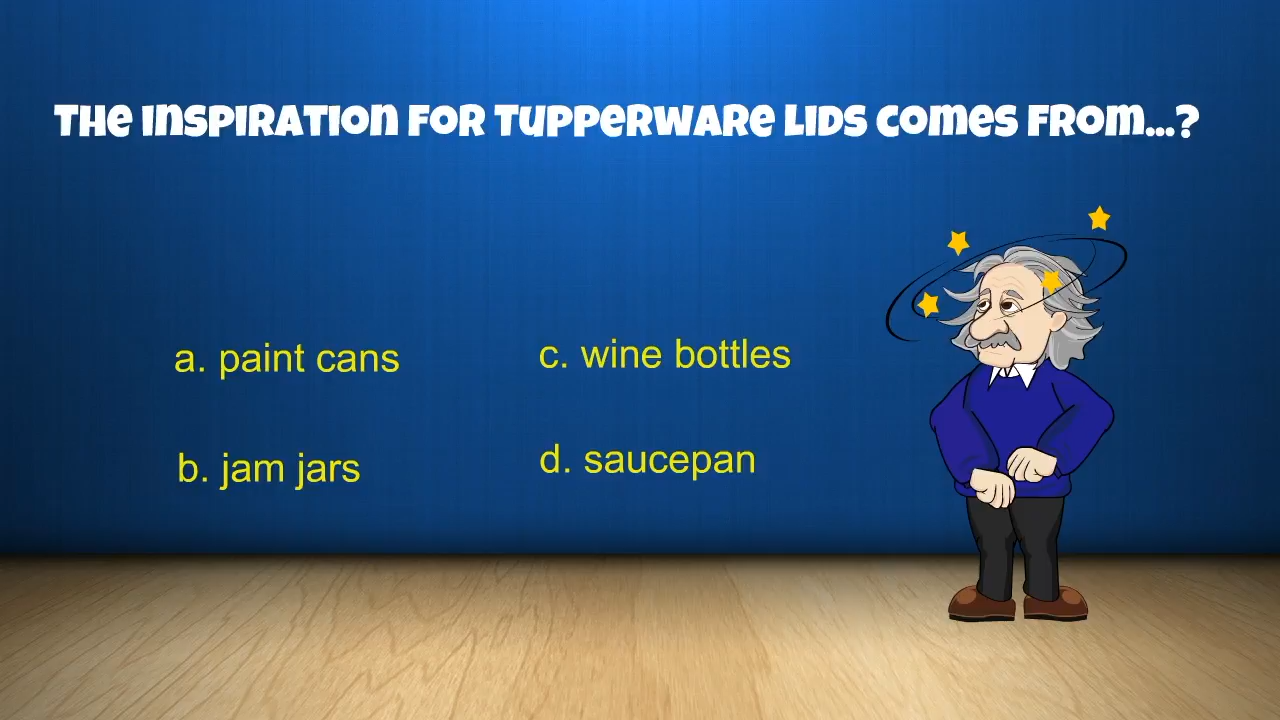 The inspiration for Tupperware lids comes from...?
a. paint cans
c. wine bottles
b. jam jars
d. saucepan